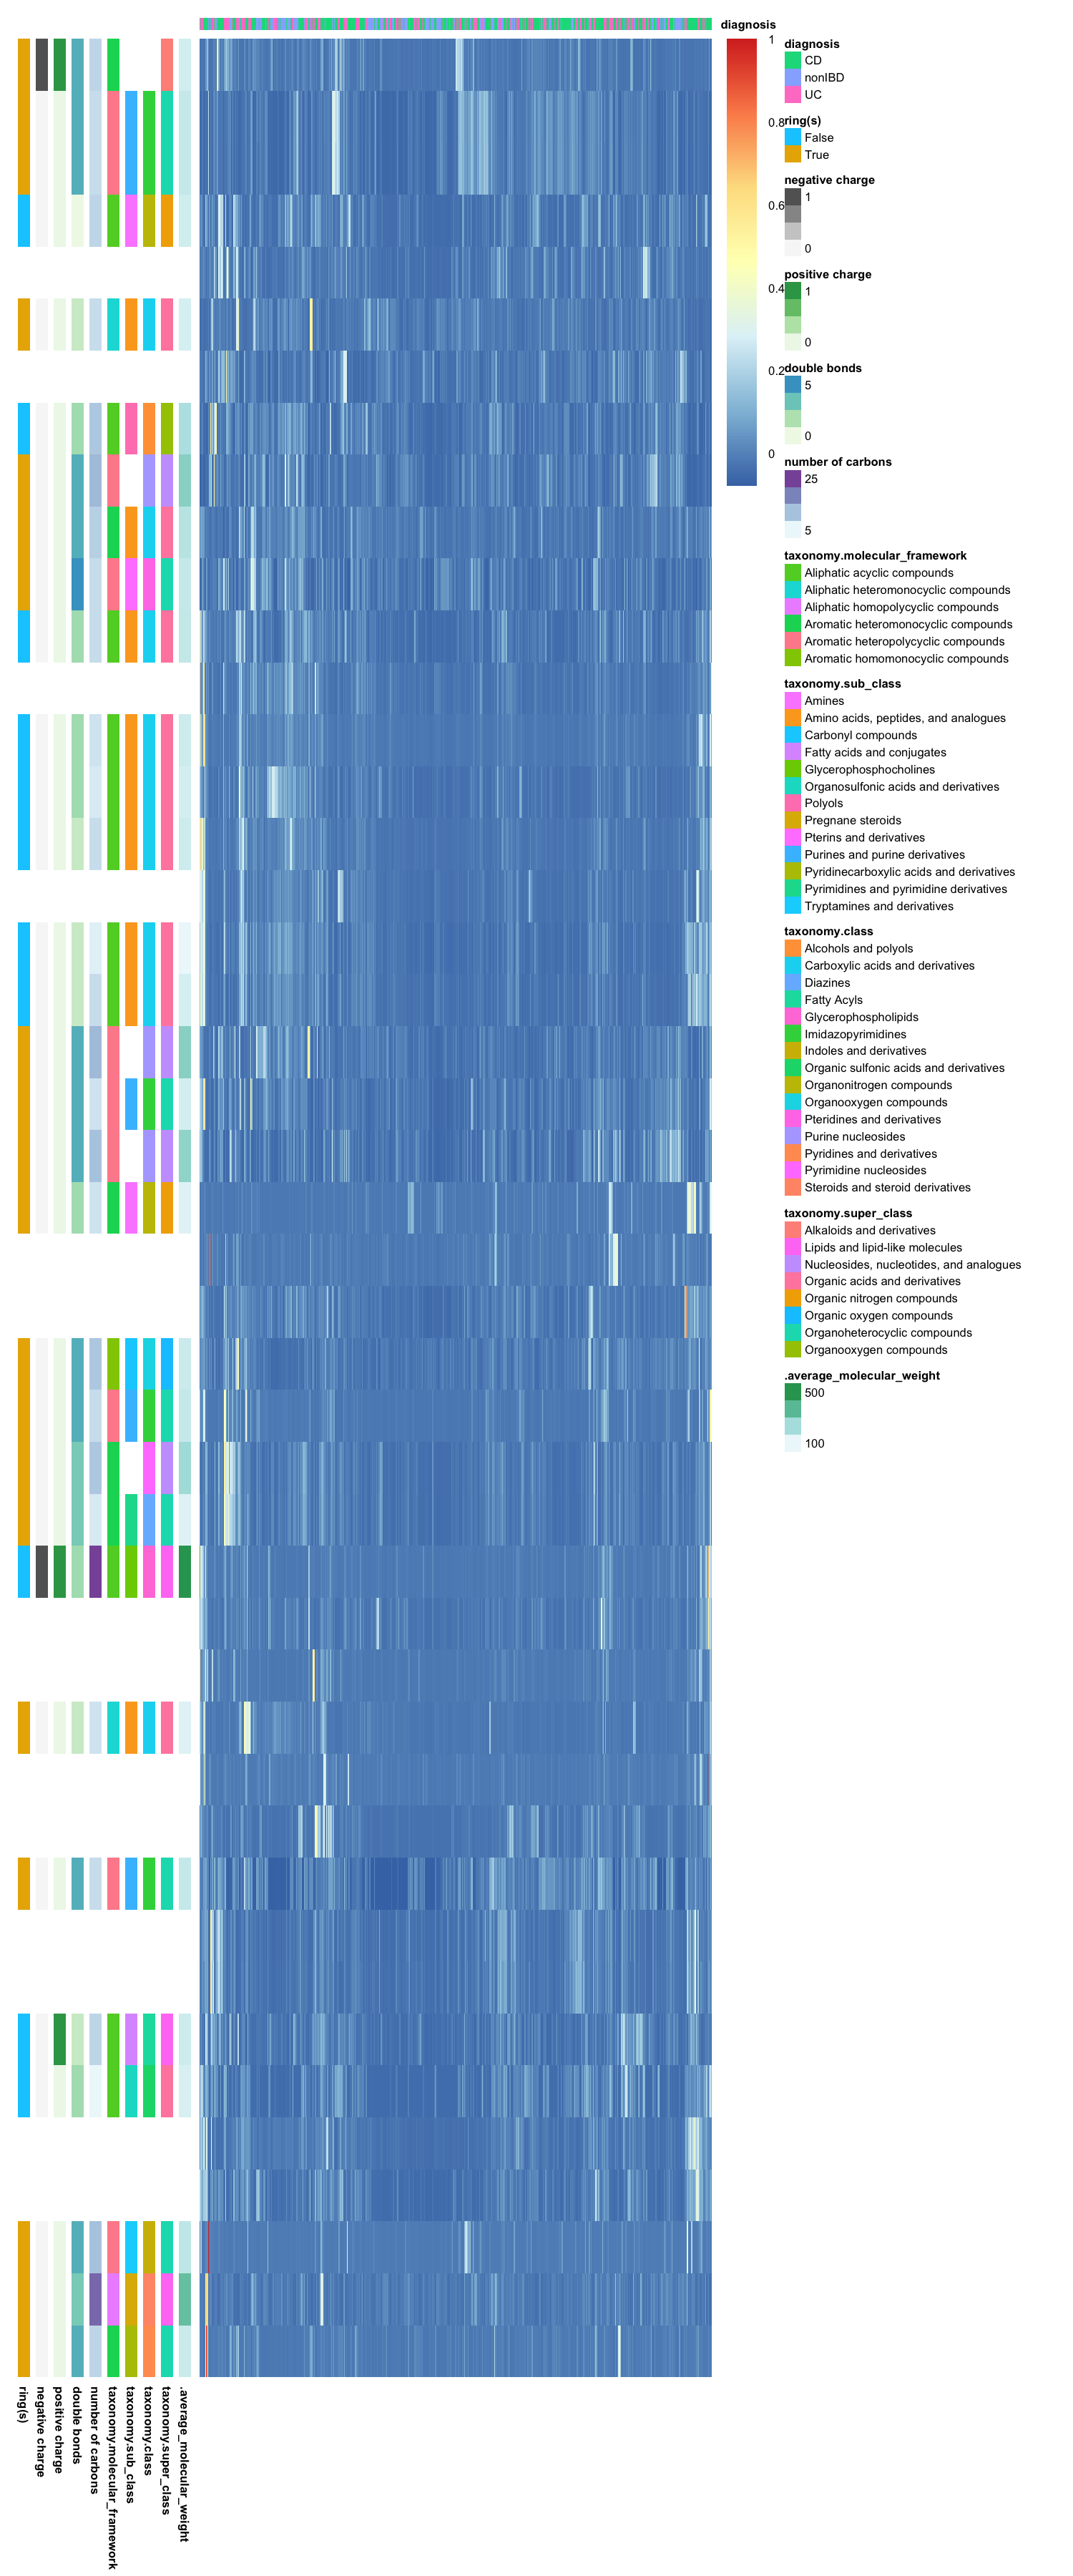 diagnosis
1
0.8
0.6
0.4
0.2
0
diagnosis
CD
nonIBD
UC
ring(s)
False
True
negative charge
1
0
positive charge
1
0
double bonds
5
0
number of carbons
25
5
taxonomy.molecular_framework
Aliphatic acyclic compounds
Aliphatic heteromonocyclic compounds
Aliphatic homopolycyclic compounds
Aromatic heteromonocyclic compounds
Aromatic heteropolycyclic compounds
Aromatic homomonocyclic compounds
taxonomy.sub_class
Amines
Amino acids, peptides, and analogues
Carbonyl compounds
Fatty acids and conjugates
Glycerophosphocholines
Organosulfonic acids and derivatives
Polyols
Pregnane steroids
Pterins and derivatives
Purines and purine derivatives
Pyridinecarboxylic acids and derivatives
Pyrimidines and pyrimidine derivatives
Tryptamines and derivatives
taxonomy.class
Alcohols and polyols
Carboxylic acids and derivatives
Diazines
Fatty Acyls
Glycerophospholipids
Imidazopyrimidines
Indoles and derivatives
Organic sulfonic acids and derivatives
Organonitrogen compounds
Organooxygen compounds
Pteridines and derivatives
Purine nucleosides
Pyridines and derivatives
Pyrimidine nucleosides
Steroids and steroid derivatives
taxonomy.super_class
Alkaloids and derivatives
Lipids and lipid-like molecules
Nucleosides, nucleotides, and analogues
Organic acids and derivatives
Organic nitrogen compounds
Organic oxygen compounds
Organoheterocyclic compounds
Organooxygen compounds
.average_molecular_weight
500
100
ring(s)
negative charge
positive charge
double bonds
number of carbons
taxonomy.molecular_framework
taxonomy.sub_class
taxonomy.class
taxonomy.super_class
.average_molecular_weight